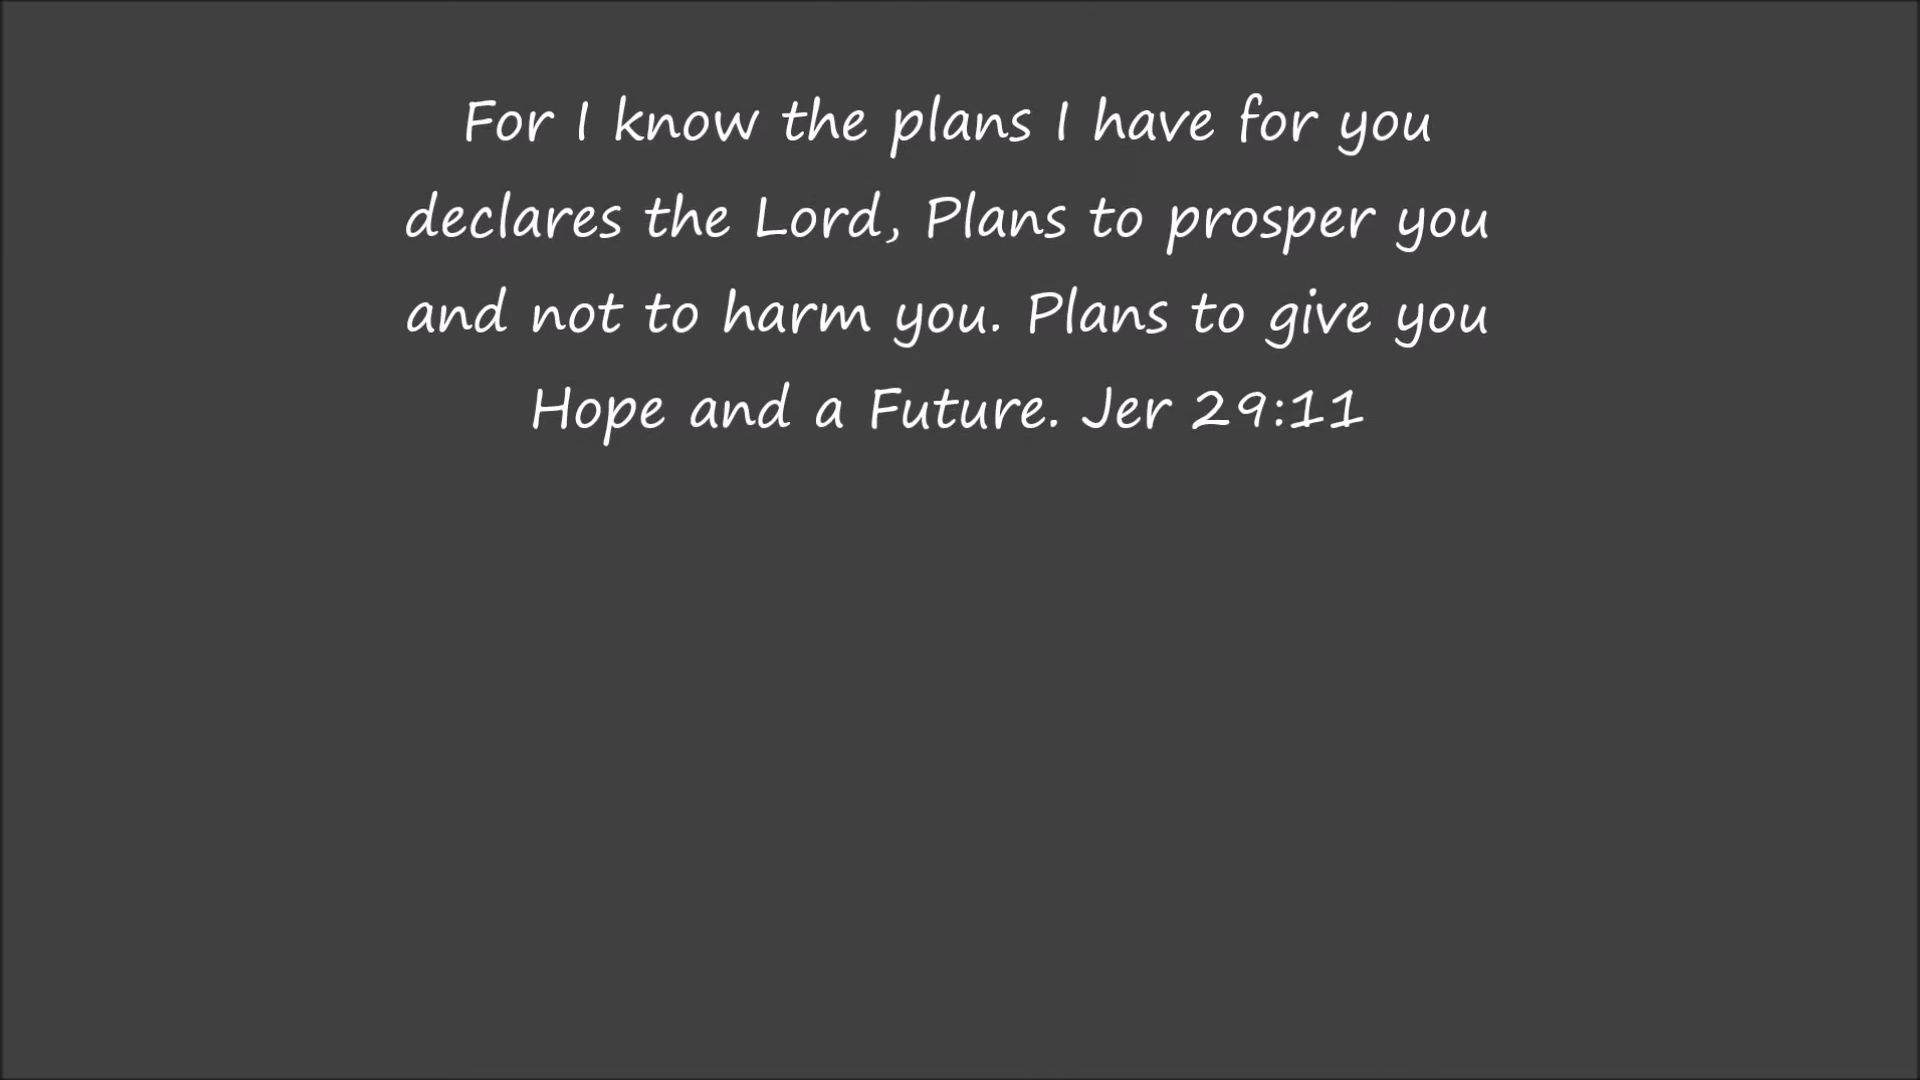 For I know the plans I have for you
declares the Lord, Plans to prosper you
and not to harm you. Plans to give you
Hope and a Future. Jer 29:11